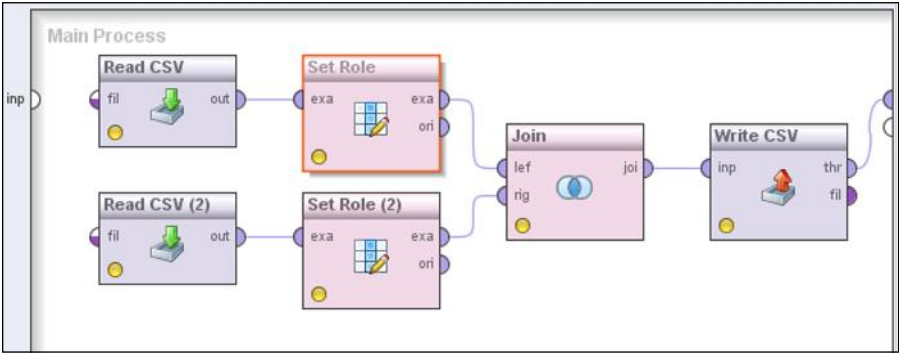 Main Process
Read CSV
Set Role
inp
fil
out
exa
exa
ori
Join
Write CSV
lef
joi
inp
thr
rig
fil
Read CSV (2)
Set Role (2)
fil
out
exa
exa
ori